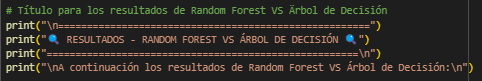 # Título para los resultados de Random Forest VS Árbol de Decisión
print("\n====================================================")
print("🔍 RESULTADOS - RANDOM FOREST VS ÁRBOL DE DECISIÓN 🔍")
print("====================================================\n")
print("\nA continuación los resultados de Random Forest VS Árbol de Decisión:\n")